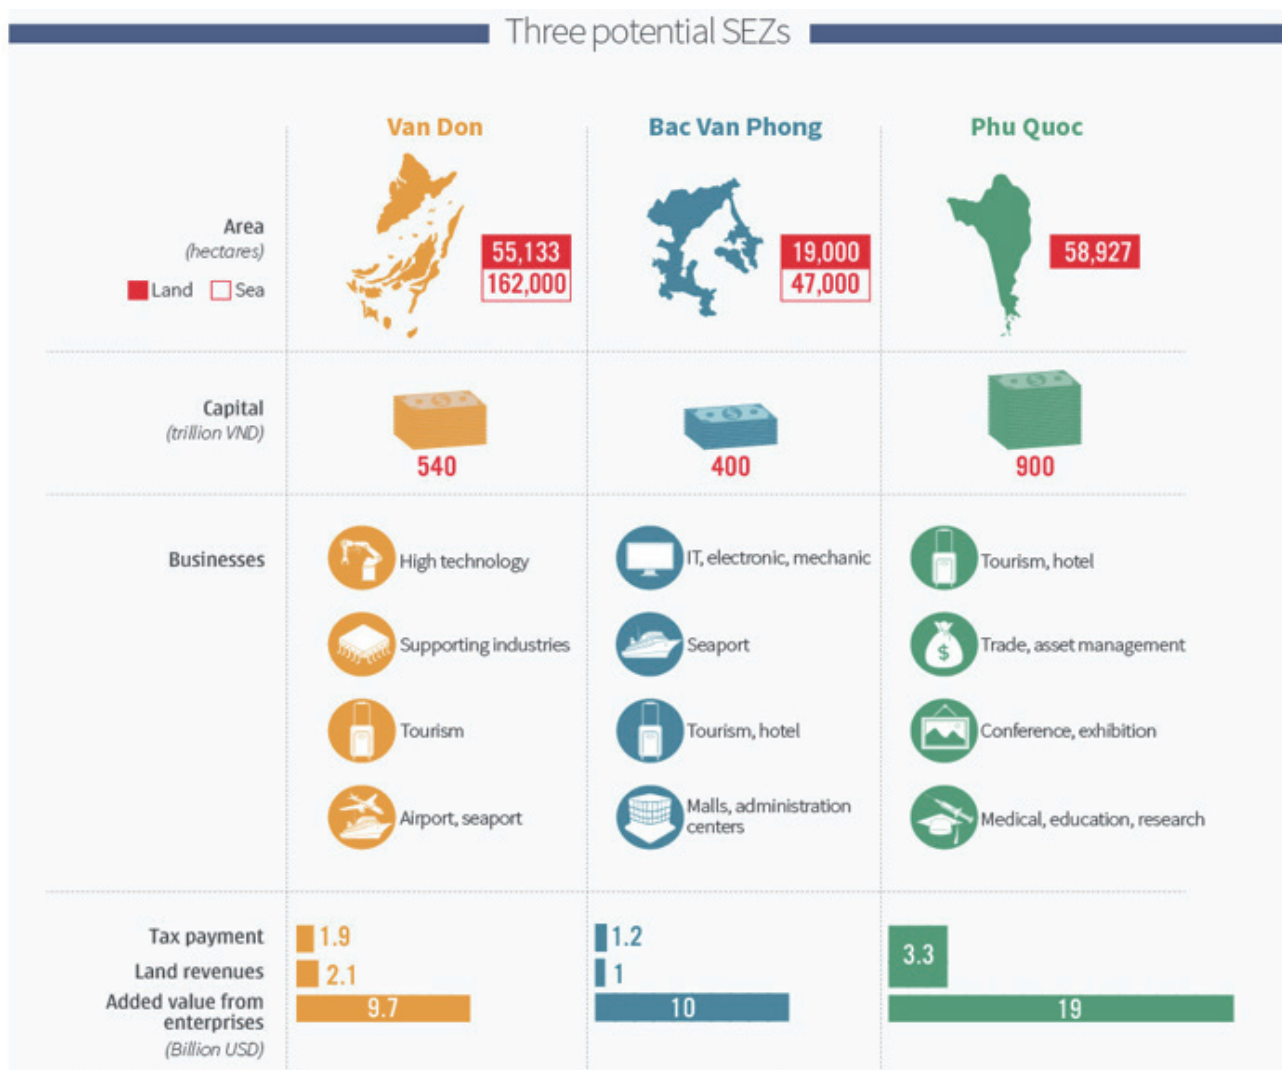 Three potential SEZs
Van Don
Bac Van Phong
Phu Quoc
Area
(hectares)
Land
Sea
55,133
162,000
19,000
47,000
58,927
Capital
(trillion VND)
540
400
900
Businesses
High technology
IT, electronic, mechanic
Tourism, hotel
Supporting industries
Seaport
Trade, asset management
Tourism
Tourism, hotel
Conference, exhibition
Airport, seaport
Malls, administration
centers
Medical, education, research
Tax payment
1.9
1.2
3.3
Land revenues
2.1
1
Added value from
enterprises
(Billion USD)
9.7
10
19